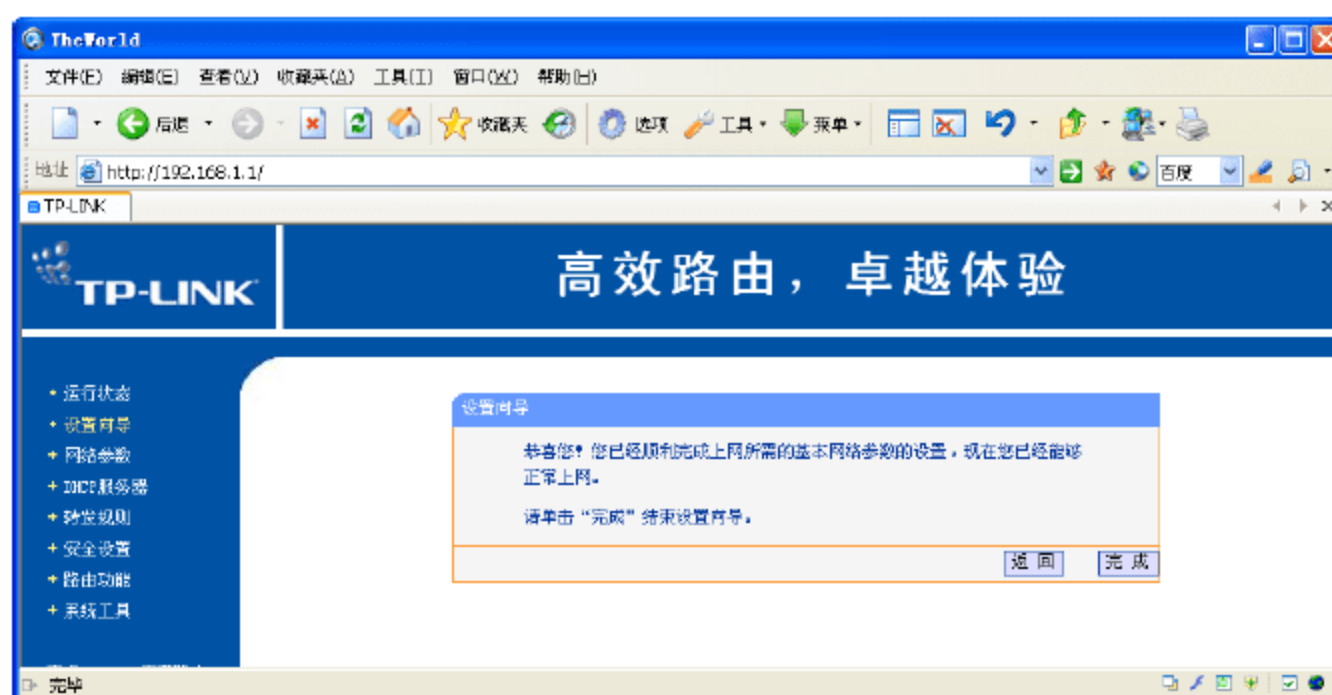 TheWorld
文件(F) 编辑(E) 查看(V) 收藏夹(A) 工具(T) 窗口(W) 帮助(H)
后退 收藏夹 选项 工具 菜单
地址 http://192.168.1.1/ 百度
TP-LINK
TP-LINK 高效路由，卓越体验
运行状态
设置向导
网络参数
DHCP服务器
转发规则
安全设置
路由功能
系统工具
设置向导
恭喜您！您已经顺利完成上网所需的基本网络参数的设置，现在您已经能够
正常上网。
请单击“完成”结束设置向导。
返回 完成
完毕